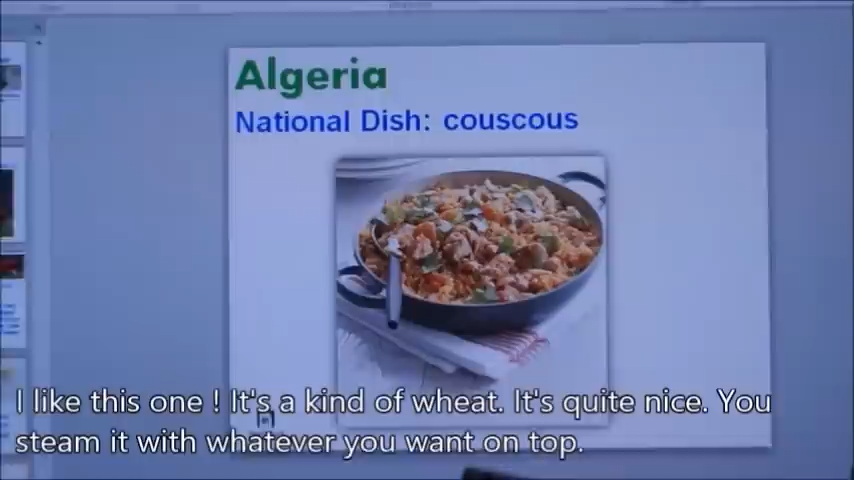 Algeria
National Dish: couscous
I like this one ! It's a kind of wheat. It's quite nice. You
steam it with whatever you want on top.